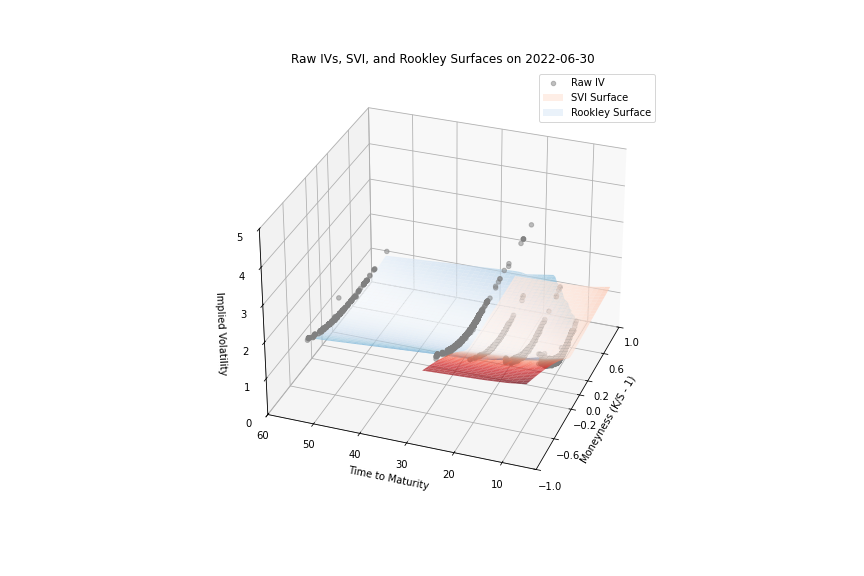 Raw IVs, SVI, and Rookley Surfaces on 2022-06-30
Raw IV
SVI Surface
Rookley Surface
5
4
3
2
1
0
Implied Volatility
60
50
40
30
20
10
Time to Maturity
1.0
0.6
0.2
0.0
−0.2
−0.6
−1.0
Moneyness (K/S - 1)